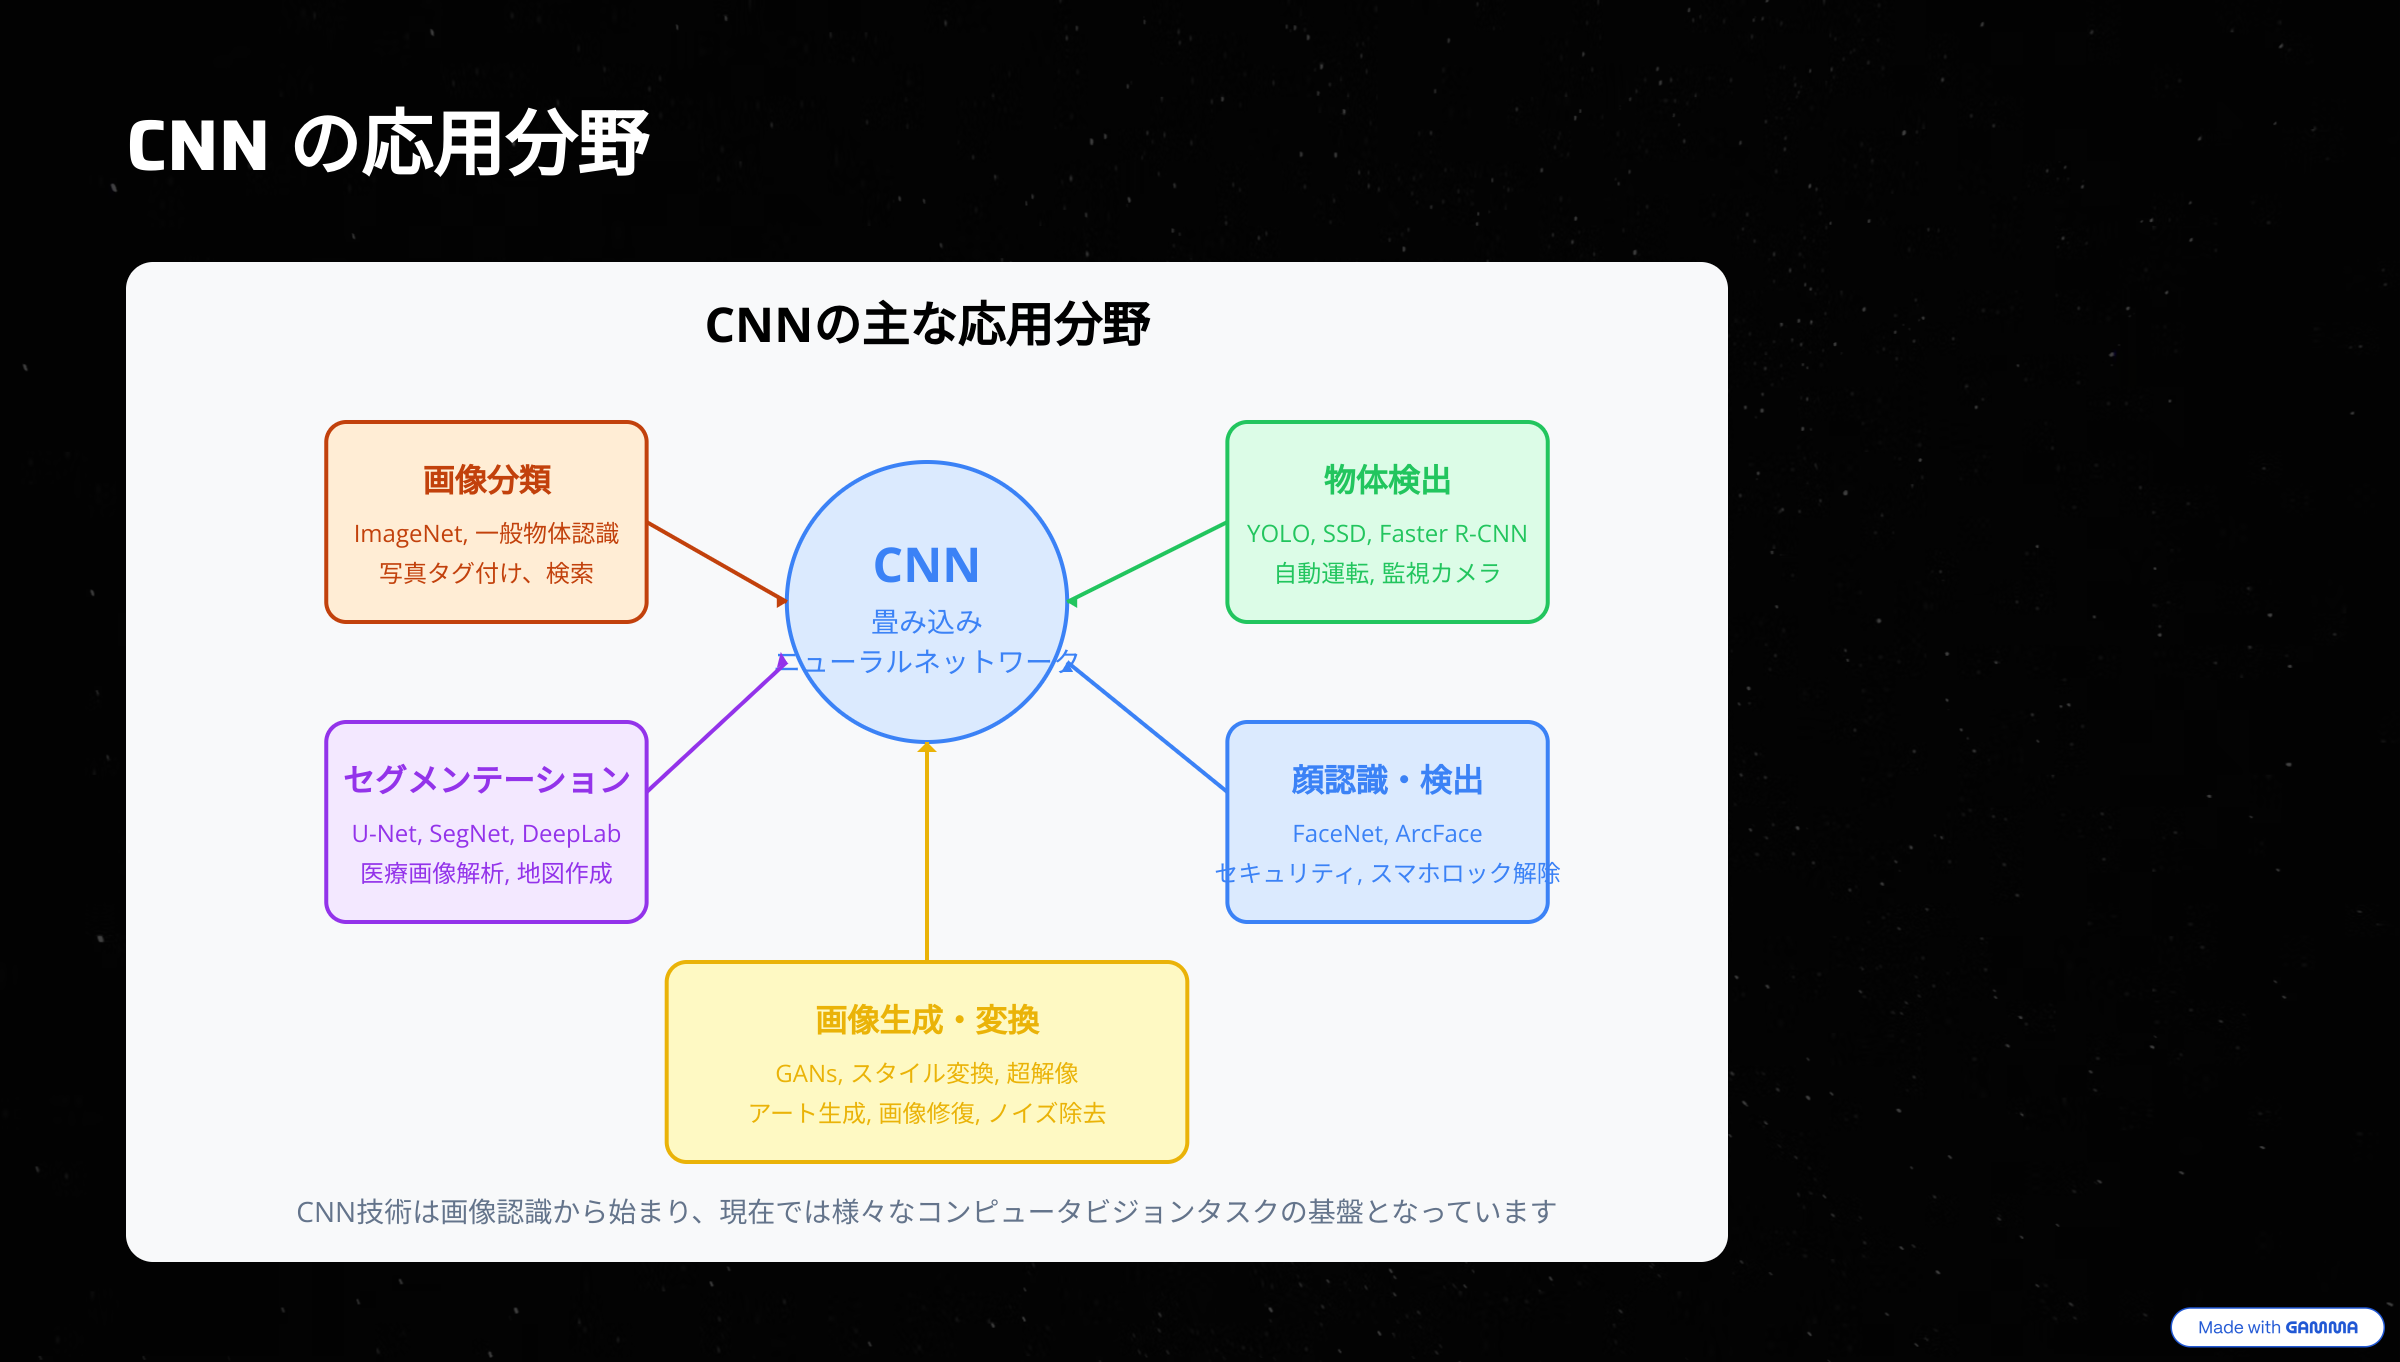 CNN の応用分野
CNNの主な応用分野
画像分類
ImageNet, 一般物体認識
写真タグ付け、検索
物体検出
YOLO, SSD, Faster R-CNN
自動運転, 監視カメラ
CNN
畳み込み
ニューラルネットワーク
セグメンテーション
U-Net, SegNet, DeepLab
医療画像解析, 地図作成
顔認識・検出
FaceNet, ArcFace
セキュリティ, スマホロック解除
画像生成・変換
GANs, スタイル変換, 超解像
アート生成, 画像修復, ノイズ除去
CNN技術は画像認識から始まり、現在では様々なコンピュータビジョンタスクの基盤となっています
Made with GAMMA